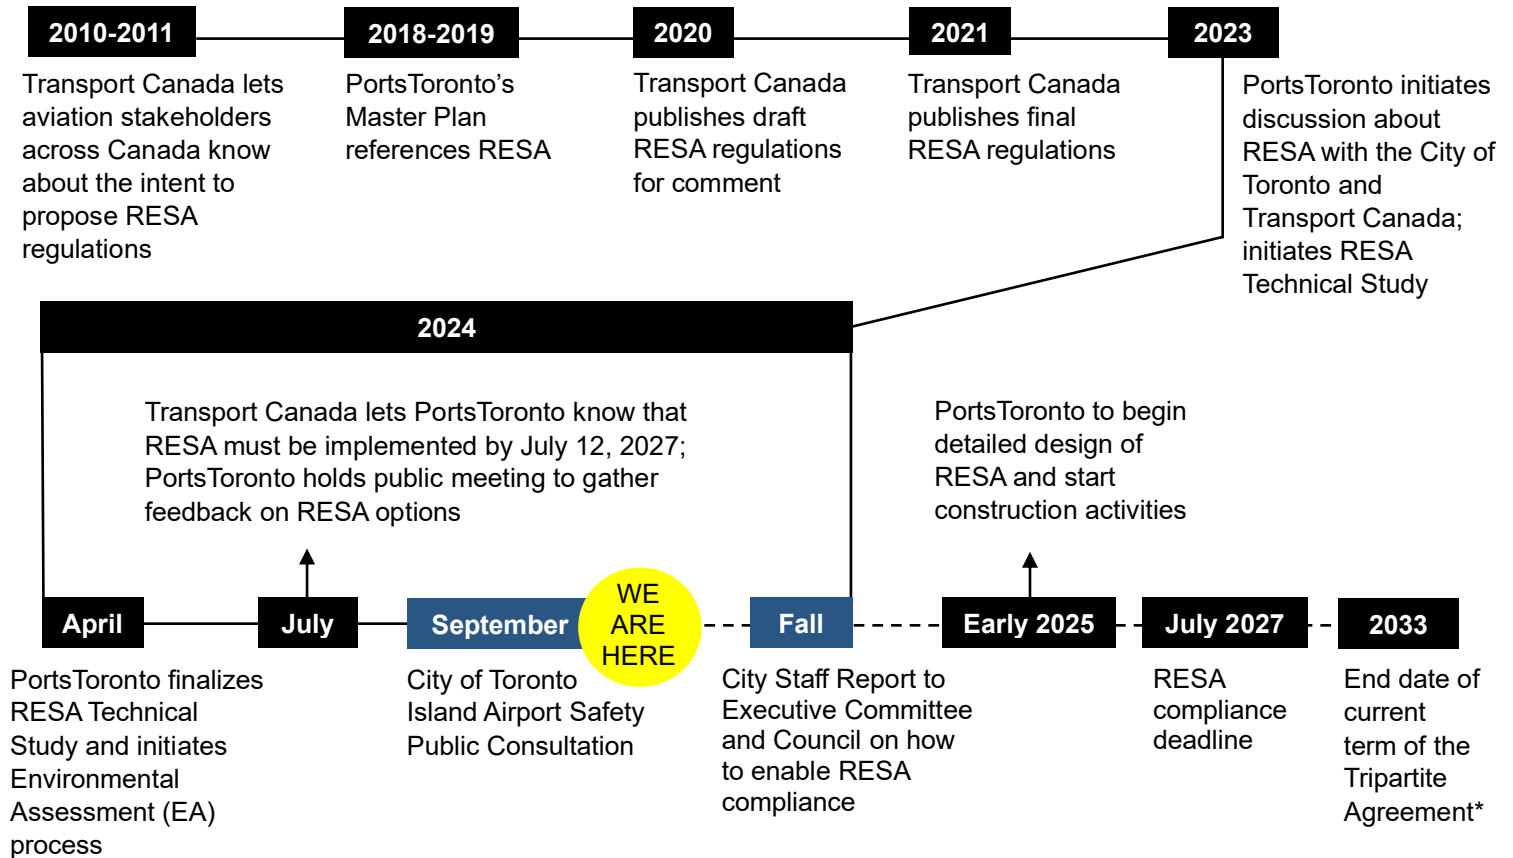 2010-2011
Transport Canada lets
aviation stakeholders
across Canada know
about the intent to
propose RESA
regulations
2018-2019
PortsToronto’s
Master Plan
references RESA
2020
Transport Canada
publishes draft
RESA regulations
for comment
2021
Transport Canada
publishes final
RESA regulations
2023
PortsToronto initiates
discussion about
RESA with the City of
Toronto and
Transport Canada;
initiates RESA
Technical Study
2024
Transport Canada lets PortsToronto know that
RESA must be implemented by July 12, 2027;
PortsToronto holds public meeting to gather
feedback on RESA options
PortsToronto to begin
detailed design of
RESA and start
construction activities
April
PortsToronto finalizes
RESA Technical
Study and initiates
Environmental
Assessment (EA)
process
July
September
City of Toronto
Island Airport Safety
Public Consultation
WE
ARE
HERE
Fall
City Staff Report to
Executive Committee
and Council on how
to enable RESA
compliance
Early 2025
July 2027
RESA
compliance
deadline
2033
End date of
current
term of the
Tripartite
Agreement*